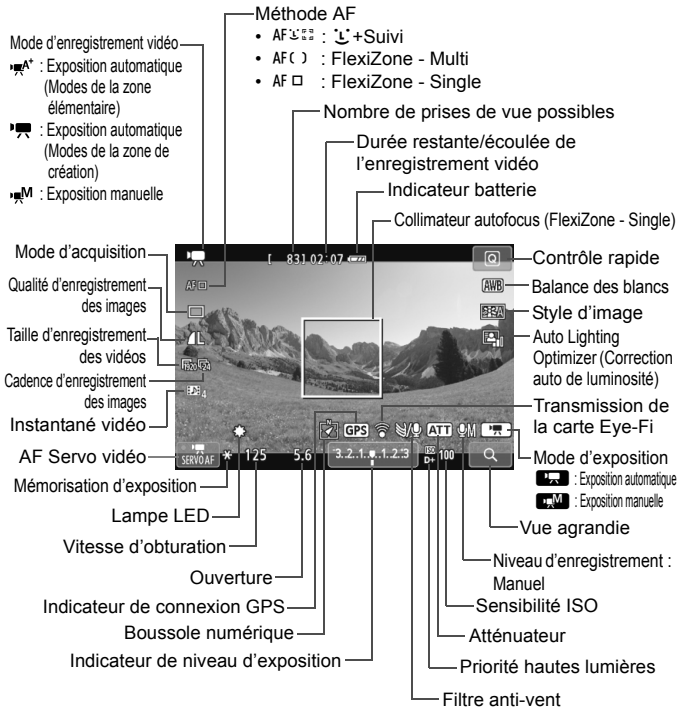 Méthode AF
• AF : +Suivi
• AF( ) : FlexiZone - Multi
• AF□ : FlexiZone - Single
Mode d'enregistrement vidéo
A+ : Exposition automatique
(Modes de la zone
élémentaire)
: Exposition automatique
(Modes de la zone de
création)
M : Exposition manuelle
Nombre de prises de vue possibles
Durée restante/écoulée de
l'enregistrement vidéo
Indicateur batterie
Collimateur autofocus (FlexiZone - Single)
Mode d'acquisition
Qualité d'enregistrement
des images
Taille d'enregistrement
des vidéos
Cadence d'enregistrement
des images
Instantané vidéo
AF Servo vidéo
Mémorisation d'exposition
Lampe LED
Vitesse d'obturation
Ouverture
Indicateur de connexion GPS
Boussole numérique
Indicateur de niveau d'exposition
[ 83] 02:07
AF□
L
1920 24
4
SERVO AF
* 125 5.6 3..2..1...1..2..3 ISO D+ 100
N GPS ATT M
Q
AWB
A
Contrôle rapide
Balance des blancs
Style d'image
Auto Lighting
Optimizer (Correction
auto de luminosité)
Transmission de
la carte Eye-Fi
Mode d'exposition
: Exposition automatique
M : Exposition manuelle
Vue agrandie
Niveau d'enregistrement :
Manuel
Sensibilité ISO
Atténuateur
Priorité hautes lumières
Filtre anti-vent